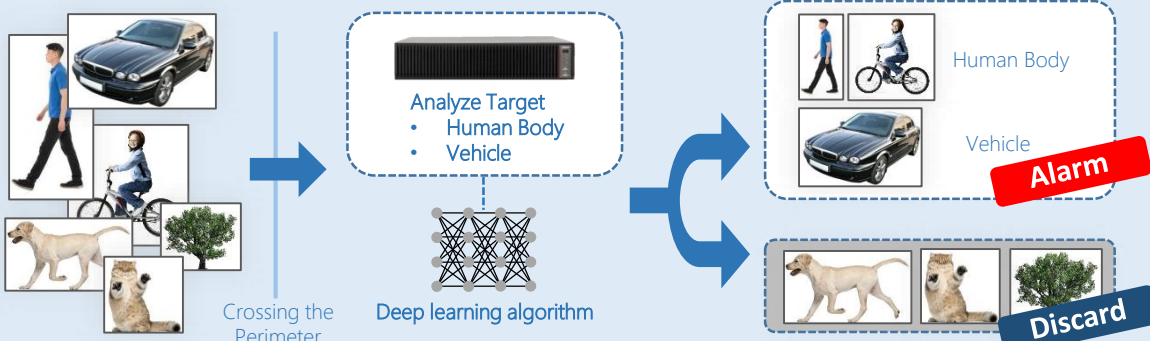 Analyze Target
• Human Body
• Vehicle
Deep learning algorithm
Crossing the
Perimeter
Human Body
Vehicle
Alarm
Discard